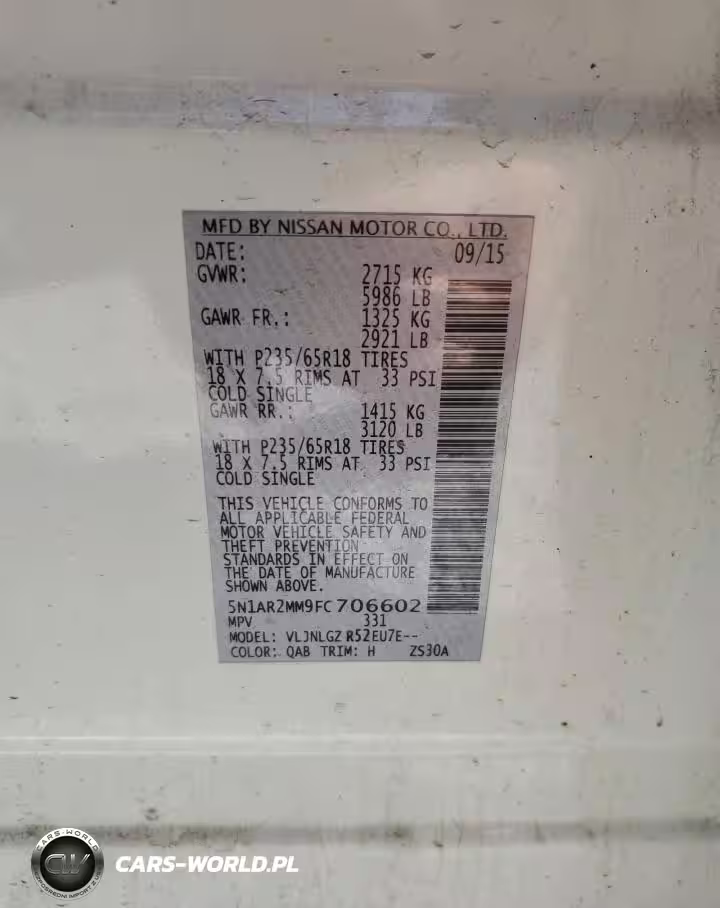 MFD BY NISSAN MOTOR CO., LTD.
DATE: 09/15
GVWR: 2715 KG
5986 LB
GAWR FR.: 1325 KG
2921 LB
WITH P235/65R18 TIRES
18 X 7.5 RIMS AT 33 PSI
COLD SINGLE
GAWR RR.: 1415 KG
3120 LB
WITH P235/65R18 TIRES
18 X 7.5 RIMS AT 33 PSI
COLD SINGLE
THIS VEHICLE CONFORMS TO
ALL APPLICABLE FEDERAL
MOTOR VEHICLE SAFETY AND
THEFT PREVENTION
STANDARDS IN EFFECT ON
THE DATE OF MANUFACTURE
SHOWN ABOVE.
5N1AR2MM9FC706602
MPV 331
MODEL: VLJNLGZ R52EU7E--
COLOR: QAB TRIM: H ZS30A
CARS-WORLD
CW
CARS-WORLD.PL